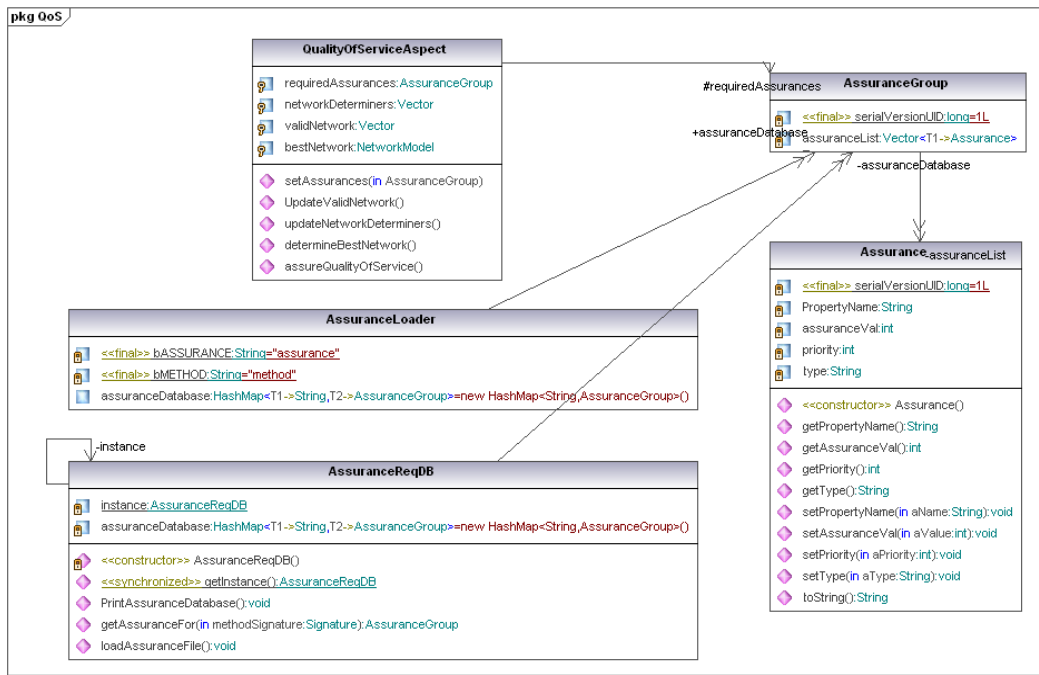 pkg QoS
QualityOfServiceAspect
requiredAssurances:AssuranceGroup
networkDeterminers:Vector
validNetwork:Vector
bestNetwork:NetworkModel
setAssurances(in AssuranceGroup)
UpdateValidNetwork()
updateNetworkDeterminers()
determineBestNetwork()
assureQualityOfService()
#requiredAssurances
+assuranceDatabase
AssuranceGroup
<<final>> serialVersionUID:long=1L
assuranceList:Vector<T1->Assurance>
-assuranceDatabase
Assurance
-assuranceList
<<final>> serialVersionUID:long=1L
PropertyName:String
assuranceVal:int
priority:int
type:String
<<constructor>> Assurance()
getPropertyName():String
getAssuranceVal():int
getPriority():int
getType():String
setPropertyName(in aName:String):void
setAssuranceVal(in aValue:int):void
setPriority(in aPriority:int):void
setType(in aType:String):void
toString():String
AssuranceLoader
<<final>> bASSURANCE:String="assurance"
<<final>> bMETHOD:String="method"
assuranceDatabase:HashMap<T1->String,T2->AssuranceGroup>=new HashMap<String,AssuranceGroup>()
-instance
AssuranceReqDB
instance:AssuranceReqDB
assuranceDatabase:HashMap<T1->String,T2->AssuranceGroup>=new HashMap<String,AssuranceGroup>()
<<constructor>> AssuranceReqDB()
<<synchronized>> getInstance():AssuranceReqDB
PrintAssuranceDatabase():void
getAssuranceFor(in methodSignature:Signature):AssuranceGroup
loadAssuranceFile():void